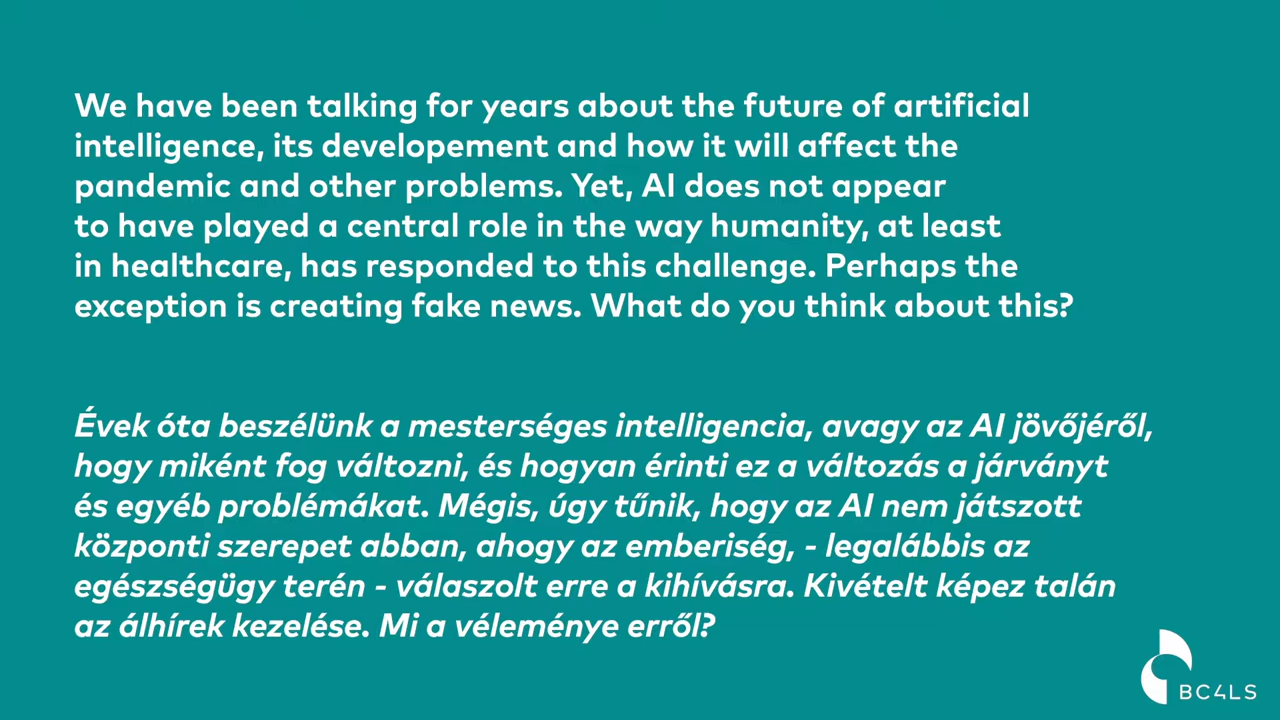 We have been talking for years about the future of artificial
intelligence, its developement and how it will affect the
pandemic and other problems. Yet, AI does not appear
to have played a central role in the way humanity, at least
in healthcare, has responded to this challenge. Perhaps the
exception is creating fake news. What do you think about this?
Évek óta beszélünk a mesterséges intelligencia, avagy az AI jövőjéről,
hogy miként fog változni, és hogyan érinti ez a változás a járványt
és egyéb problémákat. Mégis, úgy tűnik, hogy az AI nem játszott
központi szerepet abban, ahogy az emberiség, - legalábbis az
egészségügy terén - válaszolt erre a kihívásra. Kivételt képez talán
az álhírek kezelése. Mi a véleménye erről?
BC4LS